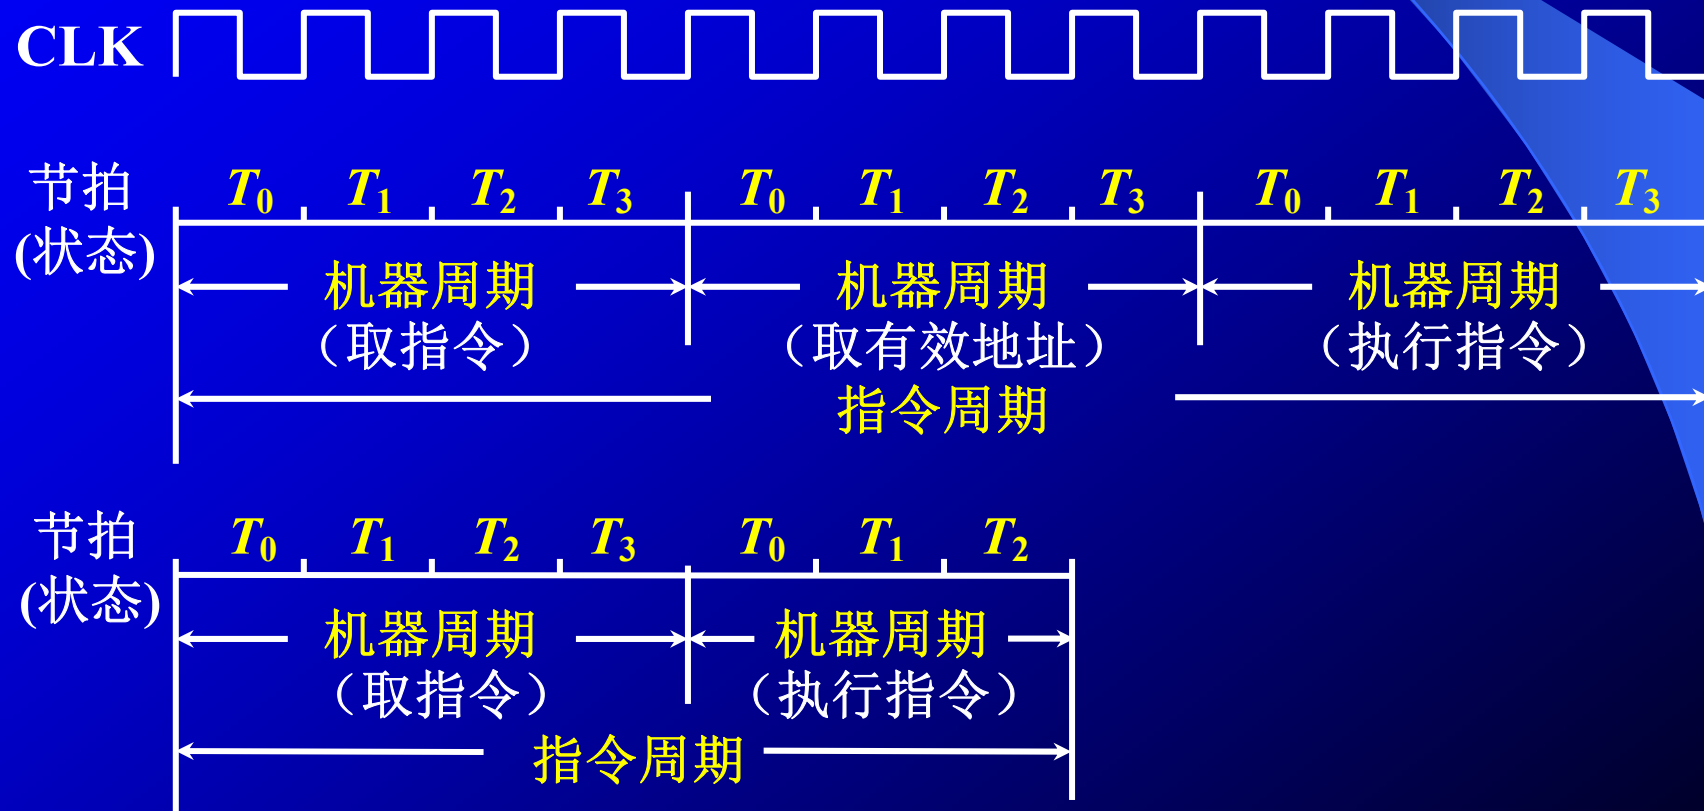 CLK
节拍
(状态)
T0 T1 T2 T3 T0 T1 T2 T3 T0 T1 T2 T3
机器周期 机器周期 机器周期
（取指令） （取有效地址） （执行指令）
指令周期
节拍
(状态)
T0 T1 T2 T3 T0 T1 T2
机器周期 机器周期
（取指令） （执行指令）
指令周期